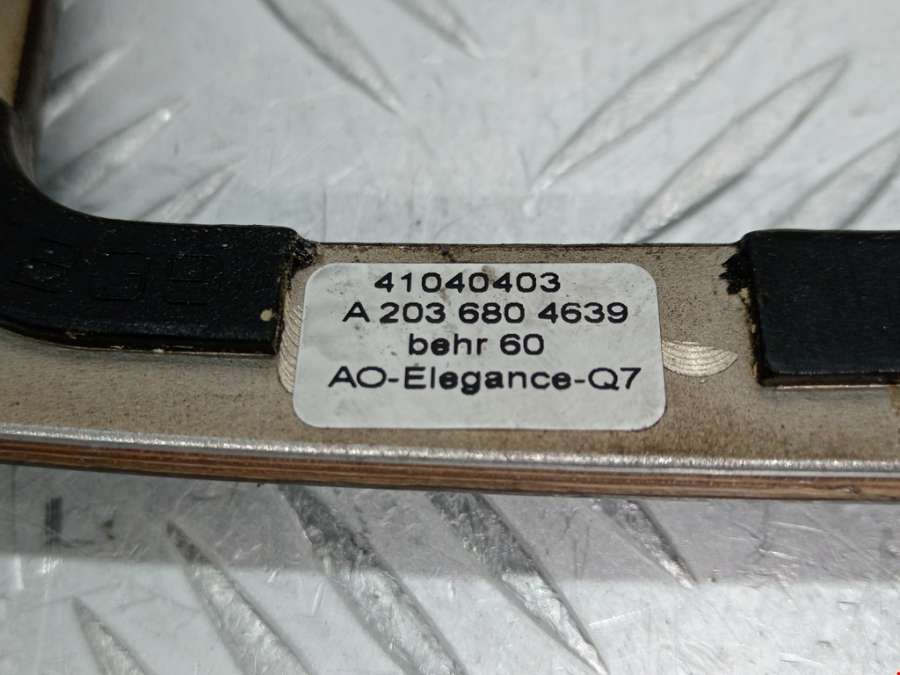 41040403
A 203 680 4639
behr 60
AO-Elegance-Q7